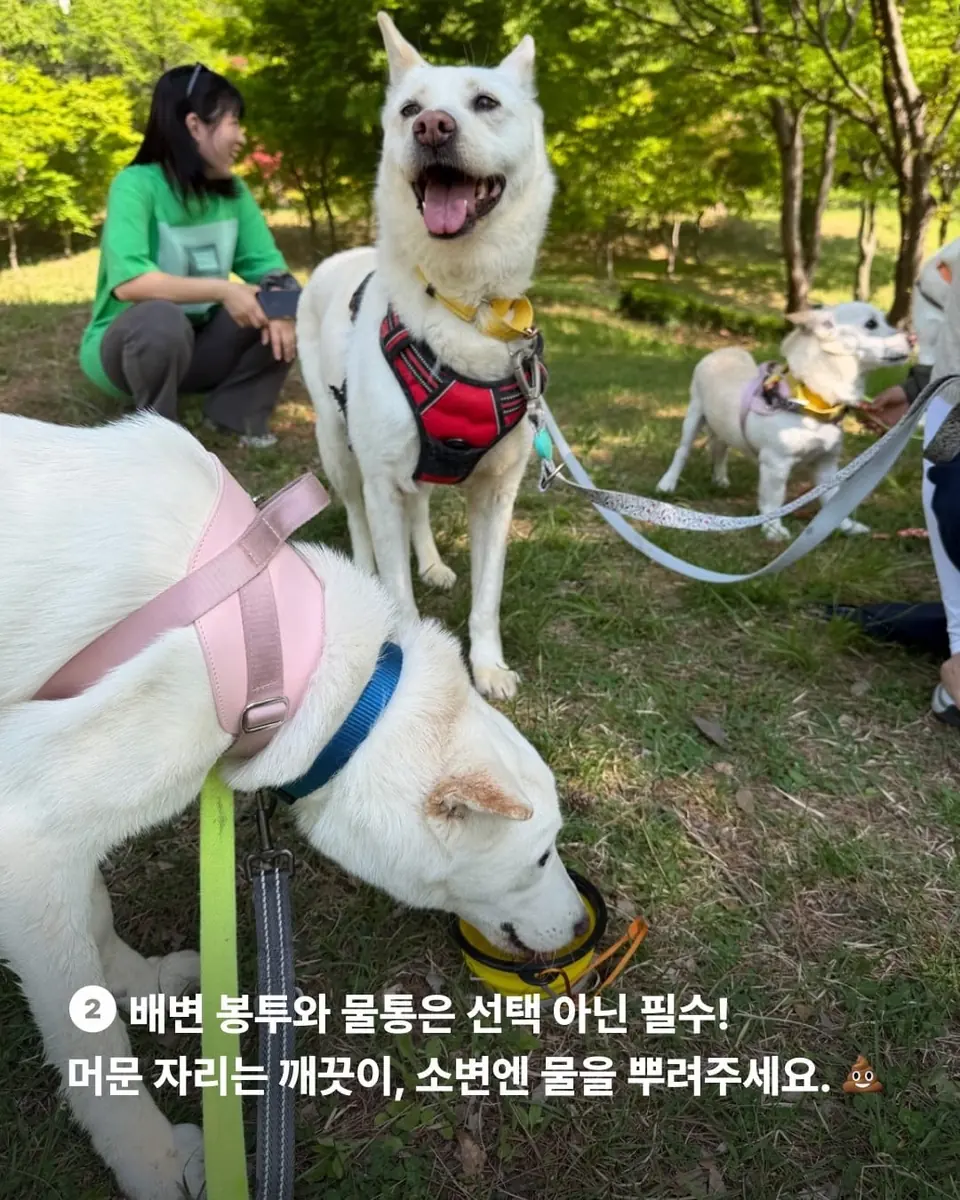 2 배변 봉투와 물통은 선택 아닌 필수!
머문 자리는 깨끗이, 소변엔 물을 뿌려주세요. 💩